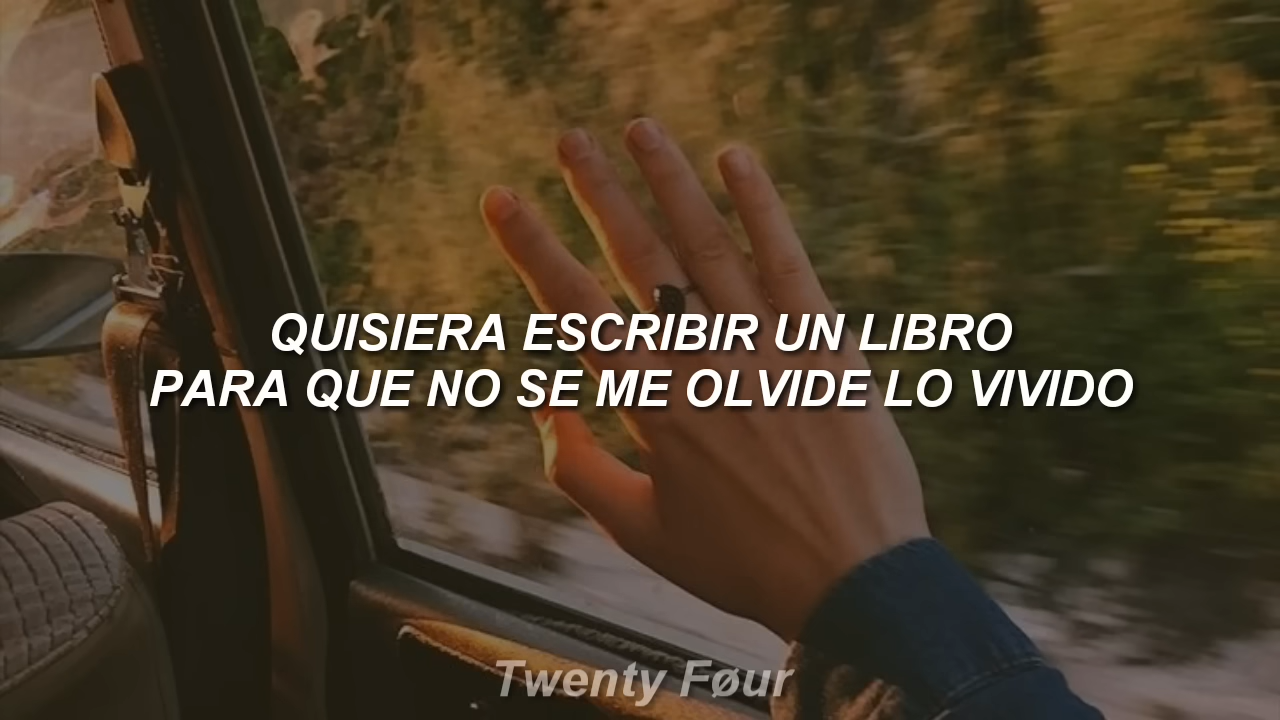 QUISIERA ESCRIBIR UN LIBRO
PARA QUE NO SE ME OLVIDE LO VIVIDO
Twenty Føur